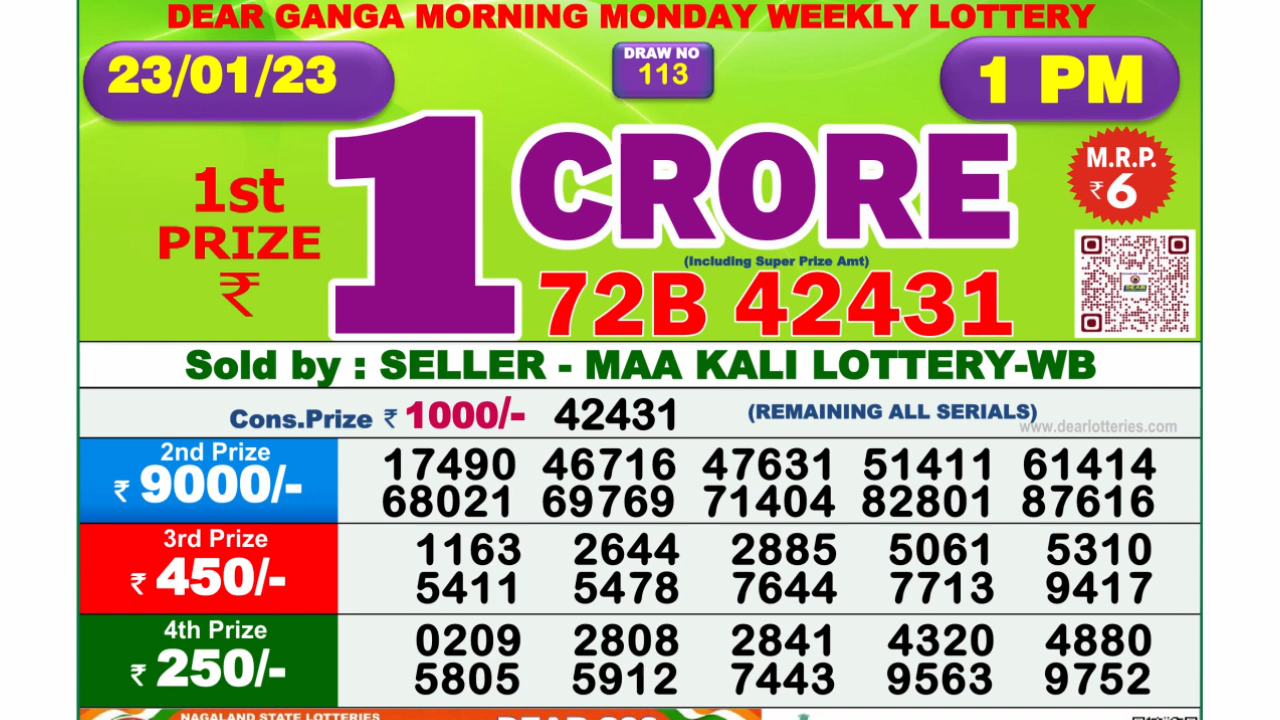 DEAR GANGA MORNING MONDAY WEEKLY LOTTERY
23/01/23
DRAW NO
113
1 PM
1st
PRIZE
₹
1 CRORE
(Including Super Prize Amt)
72B 42431
M.R.P.
₹6
Sold by : SELLER - MAA KALI LOTTERY-WB
Cons.Prize ₹ 1000/- 42431 (REMAINING ALL SERIALS)
www.dearlotteries.com
2nd Prize
₹ 9000/-
17490 46716 47631 51411 61414
68021 69769 71404 82801 87616
3rd Prize
₹ 450/-
1163 2644 2885 5061 5310
5411 5478 7644 7713 9417
4th Prize
₹ 250/-
0209 2808 2841 4320 4880
5805 5912 7443 9563 9752
NAGALAND STATE LOTTERIES